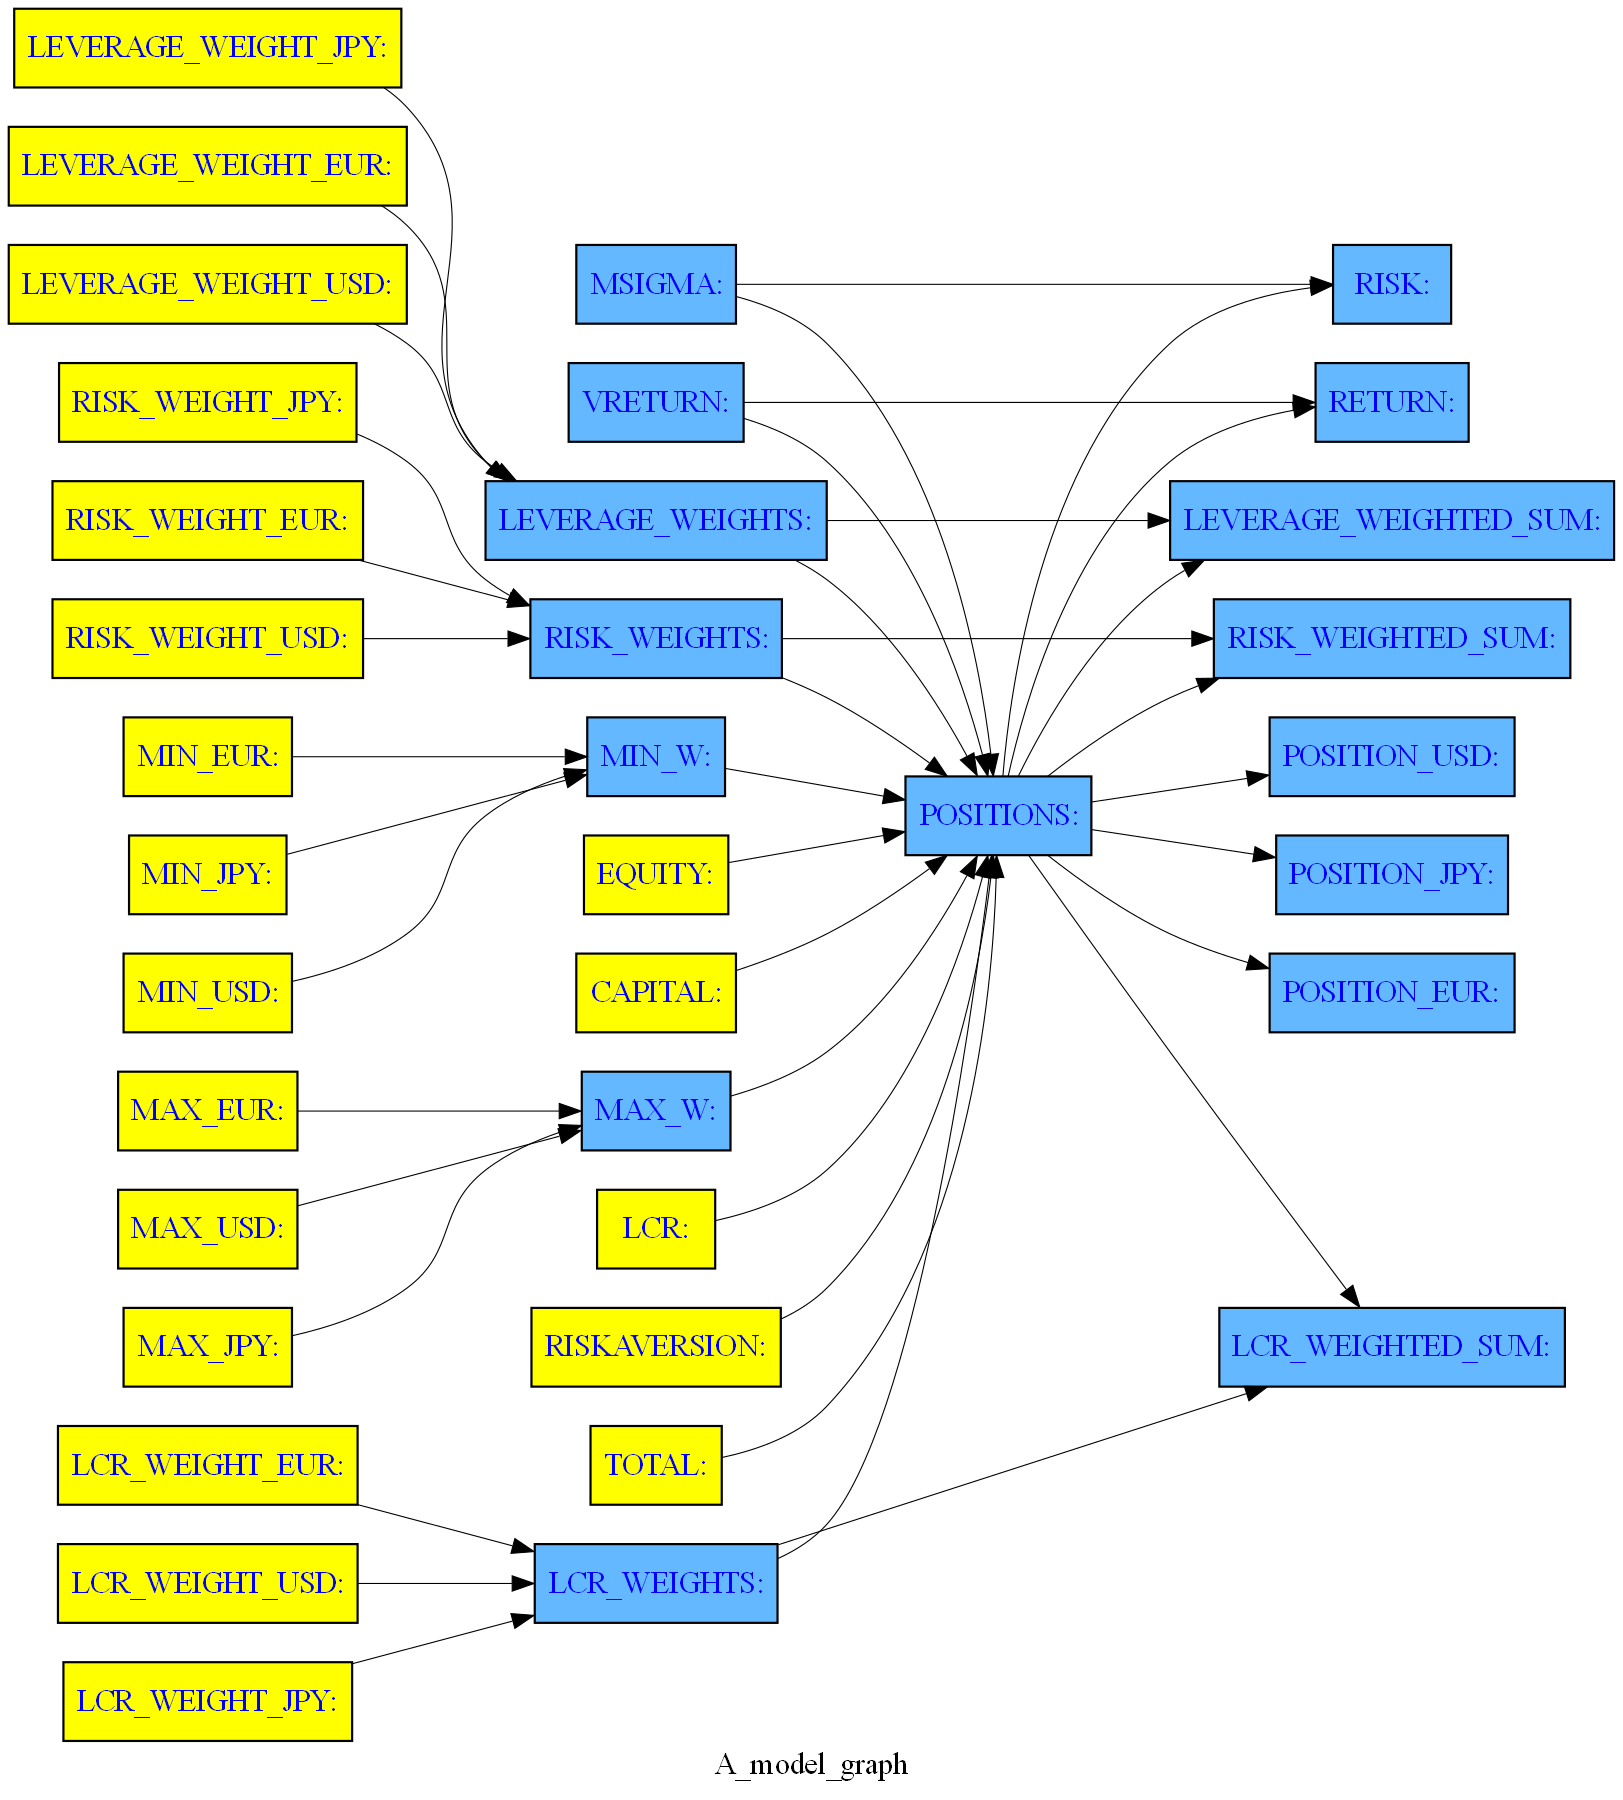 LEVERAGE_WEIGHT_JPY:
LEVERAGE_WEIGHT_EUR:
LEVERAGE_WEIGHT_USD:
RISK_WEIGHT_JPY:
RISK_WEIGHT_EUR:
RISK_WEIGHT_USD:
MIN_EUR:
MIN_JPY:
MIN_USD:
MAX_EUR:
MAX_USD:
MAX_JPY:
LCR_WEIGHT_EUR:
LCR_WEIGHT_USD:
LCR_WEIGHT_JPY:
MSIGMA:
VRETURN:
LEVERAGE_WEIGHTS:
RISK_WEIGHTS:
MIN_W:
EQUITY:
CAPITAL:
MAX_W:
LCR:
RISKAVERSION:
TOTAL:
LCR_WEIGHTS:
POSITIONS:
RISK:
RETURN:
LEVERAGE_WEIGHTED_SUM:
RISK_WEIGHTED_SUM:
POSITION_USD:
POSITION_JPY:
POSITION_EUR:
LCR_WEIGHTED_SUM:
A_model_graph